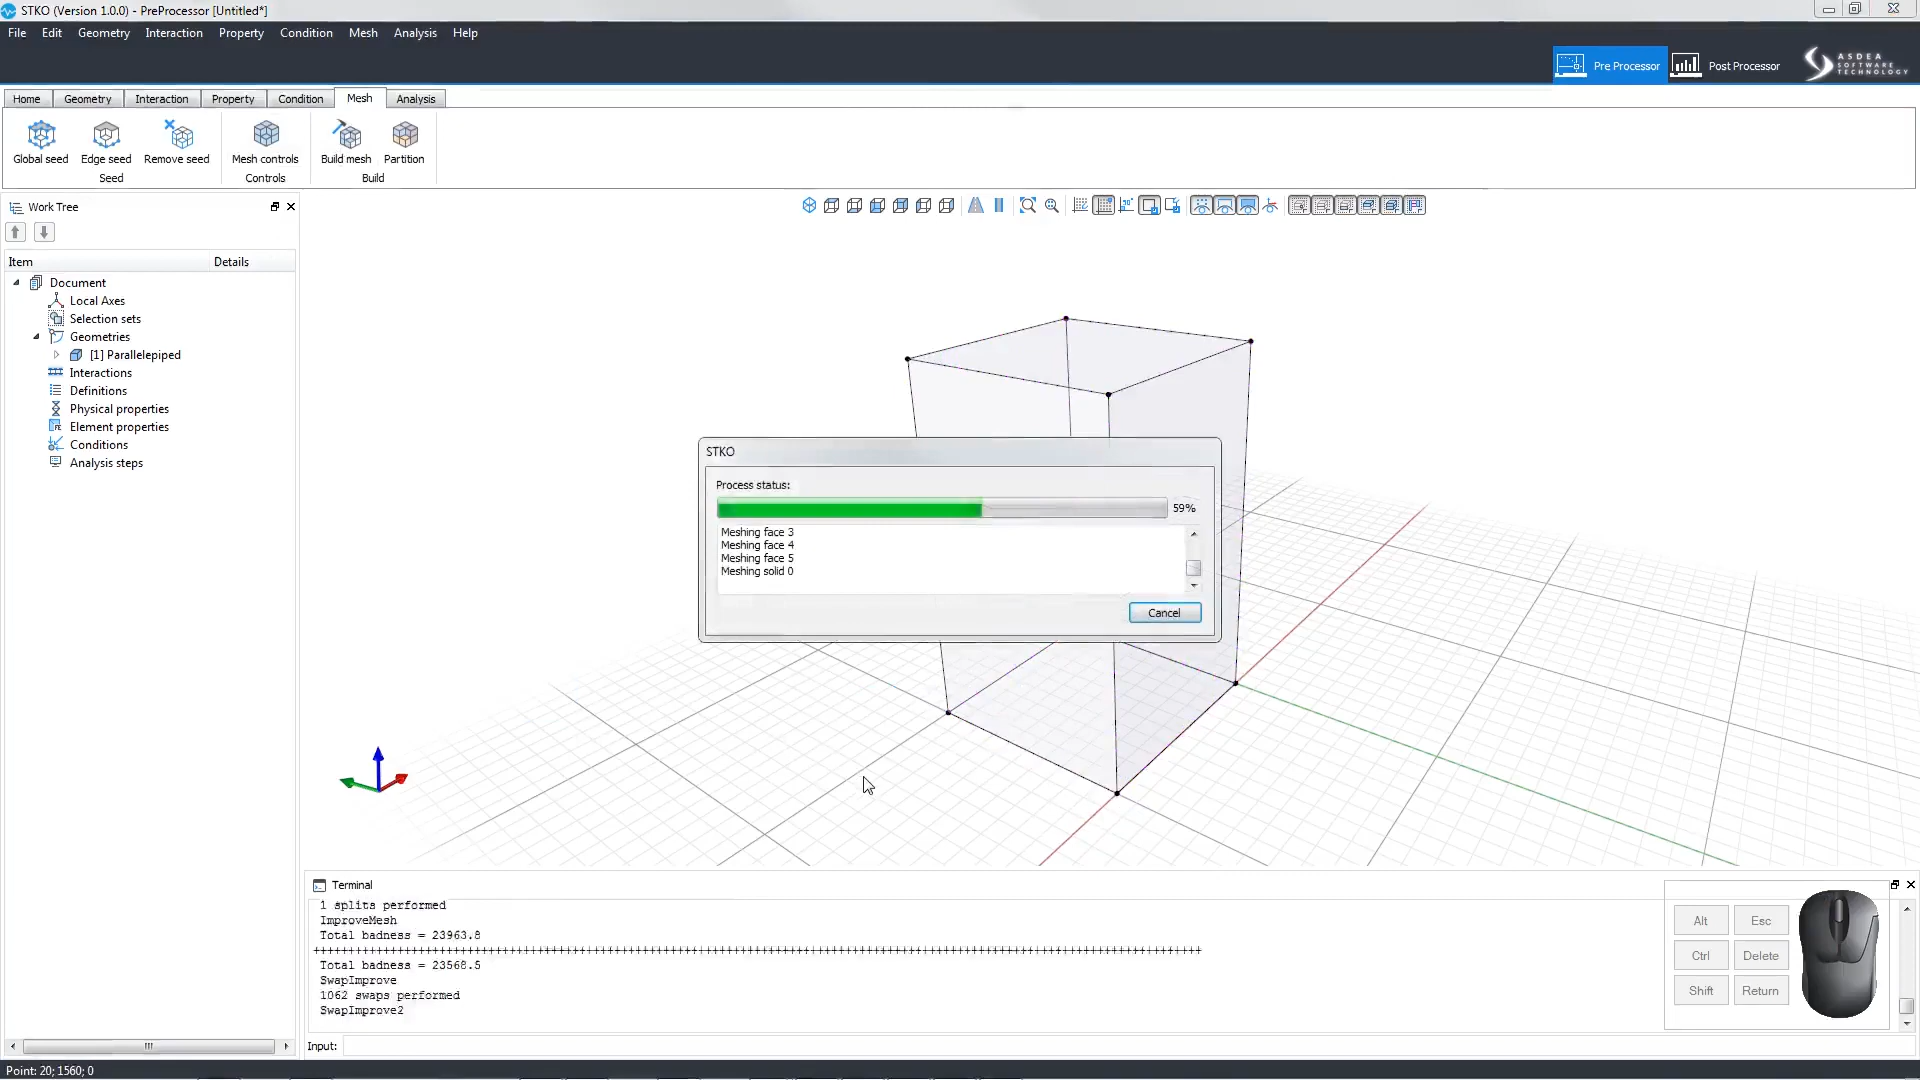 STKO (Version 1.0.0) - PreProcessor [Untitled*]
File Edit Geometry Interaction Property Condition Mesh Analysis Help
Pre Processor Post Processor
ASDEA
SOFTWARE
TECHNOLOGY
Home Geometry Interaction Property Condition Mesh Analysis
Global seed Edge seed Remove seed Mesh controls Build mesh Partition
Seed Controls Build
Work Tree
Item Details
Document
Local Axes
Selection sets
Geometries
[1] Parallelepiped
Interactions
Definitions
Physical properties
Element properties
Conditions
Analysis steps
STKO
Process status:
59%
Meshing face 3
Meshing face 4
Meshing face 5
Meshing solid 0
Cancel
Terminal
1 splits performed
ImproveMesh
Total badness = 23963.8
+++++++++++++++++++++++++++++++++++++++++++++++++++++++++++++++++++++++++++++++++++++++++++++++++++++++++++++++++++++++++++++++
Total badness = 23568.5
SwapImprove
1062 swaps performed
SwapImprove2
Alt Esc
Ctrl Delete
Shift Return
Input:
Point: 20; 1560; 0